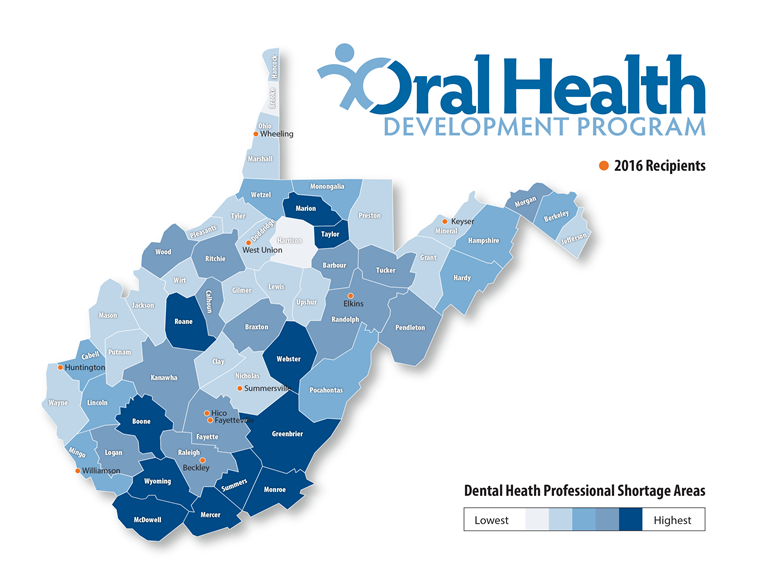 Oral Health
DEVELOPMENT PROGRAM
2016 Recipients
Hancock
Brooke
Ohio
Wheeling
Marshall
Wetzel
Monongalia
Marion
Preston
Taylor
Tyler
Pleasants
Doddridge
West Union
Harrison
Keyser
Mineral
Morgan
Berkeley
Jefferson
Hampshire
Grant
Hardy
Wood
Ritchie
Barbour
Tucker
Wirt
Calhoun
Gilmer
Lewis
Upshur
Elkins
Randolph
Pendleton
Mason
Jackson
Roane
Braxton
Webster
Cabell
Putnam
Huntington
Clay
Nicholas
Summersville
Pocahontas
Kanawha
Wayne
Lincoln
Boone
Hico
Fayetteville
Fayette
Greenbrier
Mingo
Logan
Raleigh
Beckley
Williamson
Wyoming
Summers
Monroe
Mercer
McDowell
Dental Heath Professional Shortage Areas
Lowest
Highest